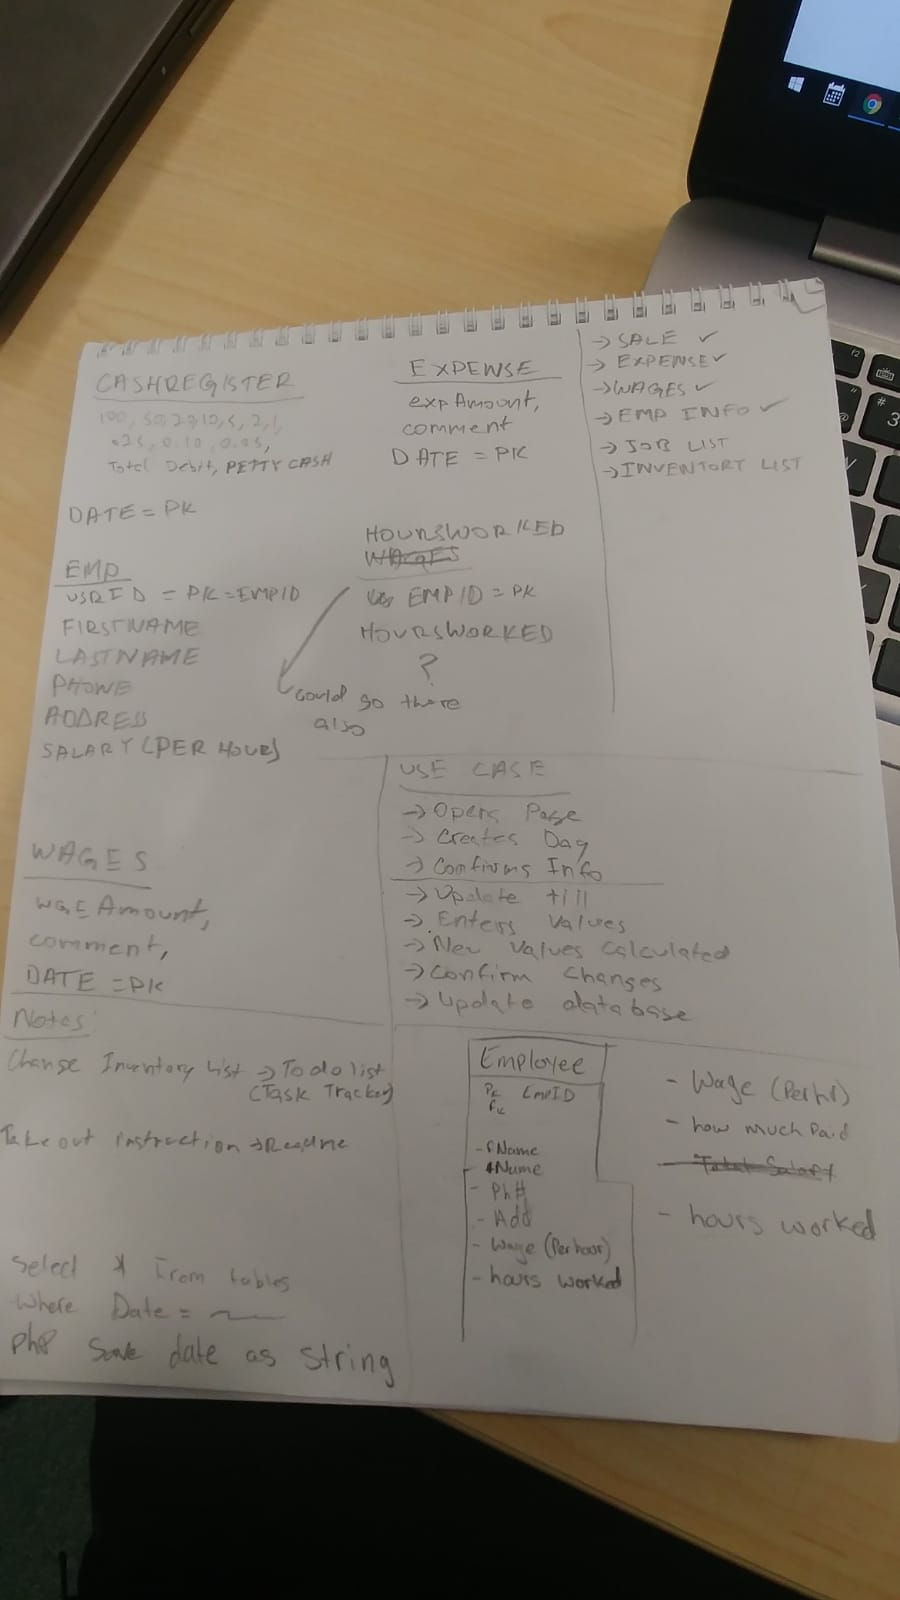 CASHREGISTER
100, 50, 20, 10, 5, 2, 1,
.25, 0.10, 0.05,
Total Debit, PETTY CASH
DATE = PK
EXPENSE
expAmount,
comment
DATE = PK
→ SALE ✓
→ EXPENSE ✓
→ WAGES ✓
→ EMP INFO ✓
→ JOB LIST
→ INVENTORY LIST
EMP
USRID = PK = EMPID
FIRSTNAME
LASTNAME
PHONE
ADDRESS
SALARY (PER HOUR)
HOURSWORKED
WAGES
EMPID = PK
HOURSWORKED
?
could go there
also
WAGES
WGEAmount,
comment,
DATE = PK
USE CASE
→ Opens Page
→ Creates Day
→ Confirms Info
→ Update till
→ Enters Values
→ New values calculated
→ Confirm changes
→ Update database
Notes:
Change Inventory List → To do list
(Task Tracker)
Take out instruction → Readme
Select * From tables
Where Date =
php save date as string
Employee
PK EmpID
FK
- fName
- lName
- Ph#
- Add
- Wage (Per hour)
- hours worked
- Wage (Per hr)
- how much paid
- Total Salary
- hours worked
F2
#
3
@